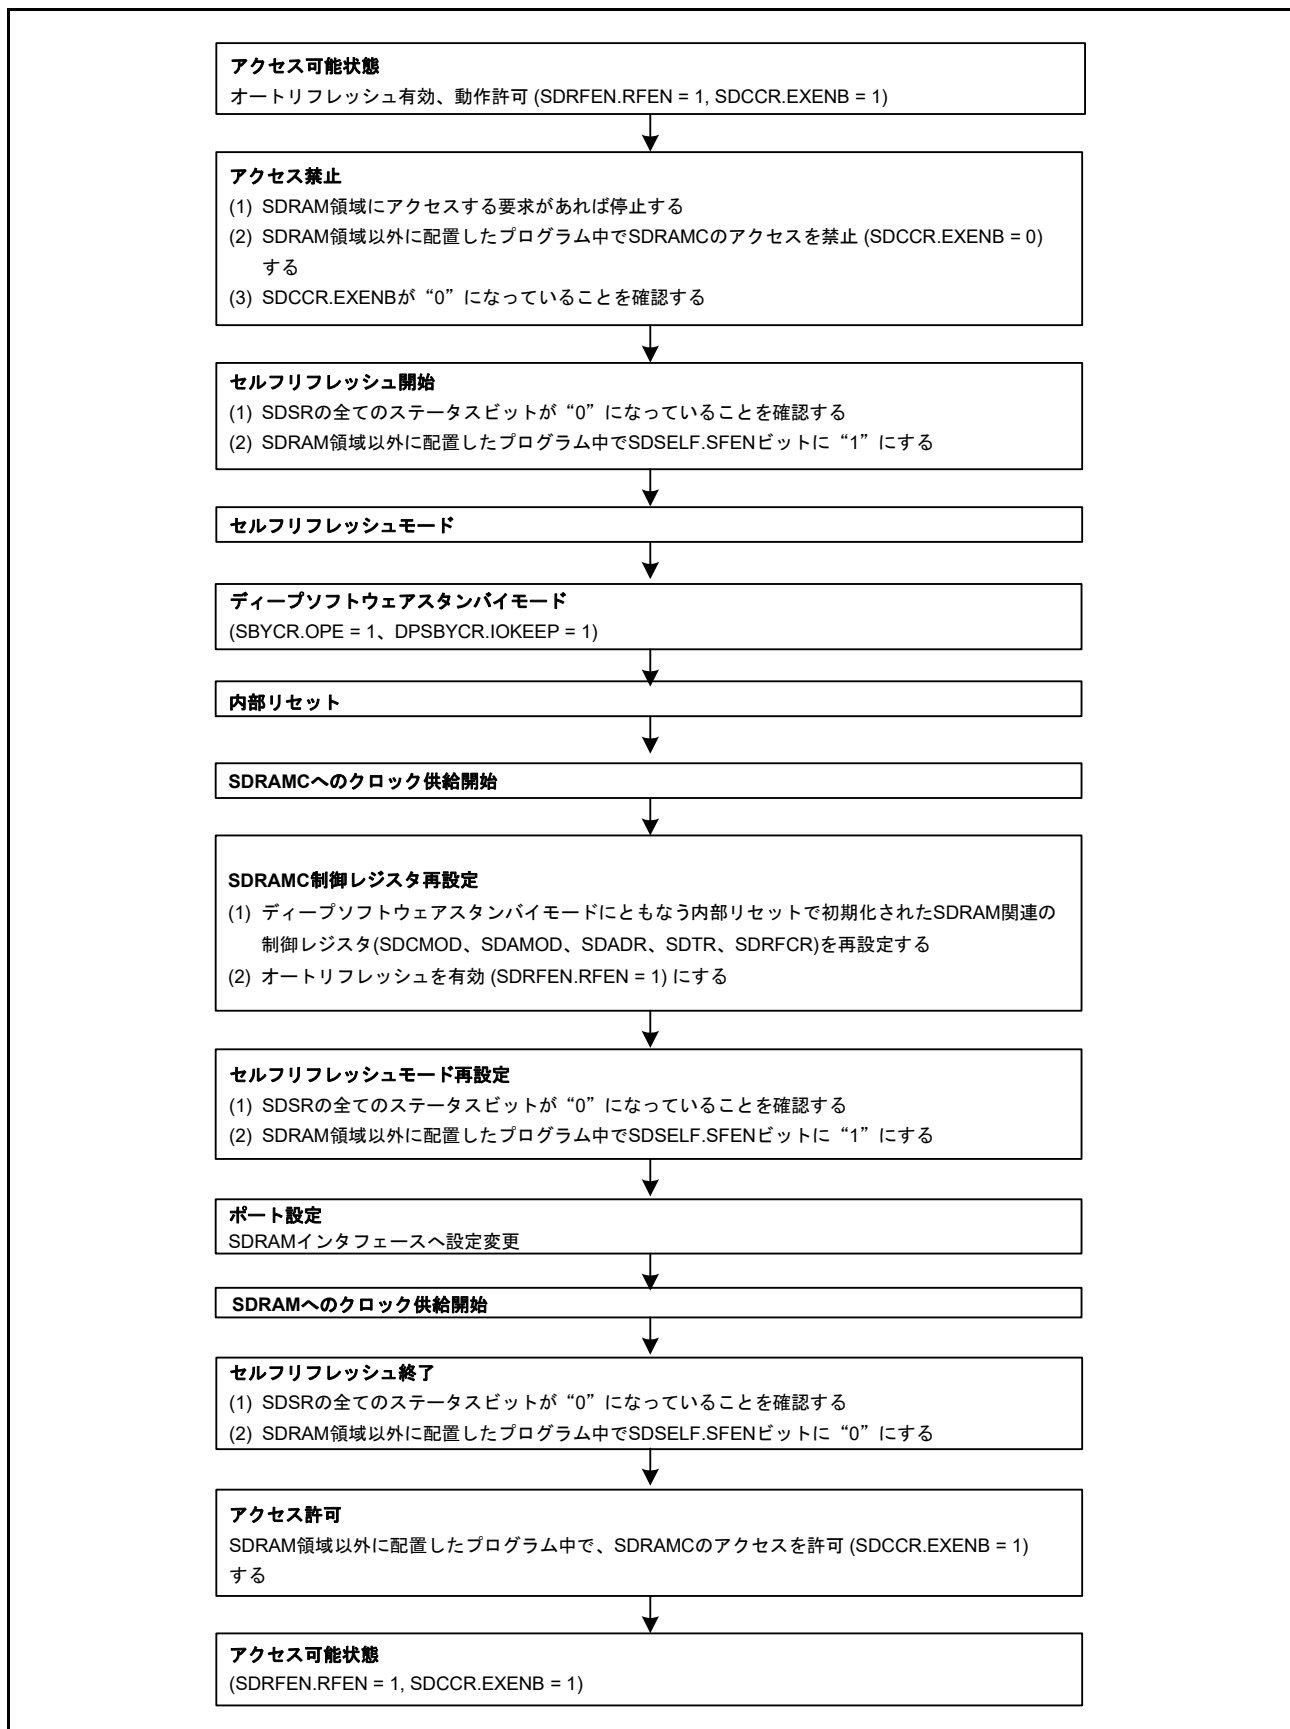 アクセス可能状態
オートリフレッシュ有効、動作許可 (SDRFEN.RFEN = 1, SDCCR.EXENB = 1)
アクセス禁止
(1) SDRAM領域にアクセスする要求があれば停止する
(2) SDRAM領域以外に配置したプログラム中でSDRAMCのアクセスを禁止 (SDCCR.EXENB = 0)
する
(3) SDCCR.EXENBが“0”になっていることを確認する
セルフリフレッシュ開始
(1) SDSRの全てのステータスビットが“0”になっていることを確認する
(2) SDRAM領域以外に配置したプログラム中でSDSELF.SFENビットに“1”にする
セルフリフレッシュモード
ディープソフトウェアスタンバイモード
(SBYCR.OPE = 1、DPSBYCR.IOKEEP = 1)
内部リセット
SDRAMCへのクロック供給開始
SDRAMC制御レジスタ再設定
(1) ディープソフトウェアスタンバイモードにともなう内部リセットで初期化されたSDRAM関連の
制御レジスタ(SDCMOD、SDAMOD、SDADR、SDTR、SDRFCR)を再設定する
(2) オートリフレッシュを有効 (SDRFEN.RFEN = 1) にする
セルフリフレッシュモード再設定
(1) SDSRの全てのステータスビットが“0”になっていることを確認する
(2) SDRAM領域以外に配置したプログラム中でSDSELF.SFENビットに“1”にする
ポート設定
SDRAMインタフェースへ設定変更
SDRAMへのクロック供給開始
セルフリフレッシュ終了
(1) SDSRの全てのステータスビットが“0”になっていることを確認する
(2) SDRAM領域以外に配置したプログラム中でSDSELF.SFENビットに“0”にする
アクセス許可
SDRAM領域以外に配置したプログラム中で、SDRAMCのアクセスを許可 (SDCCR.EXENB = 1)
する
アクセス可能状態
(SDRFEN.RFEN = 1, SDCCR.EXENB = 1)